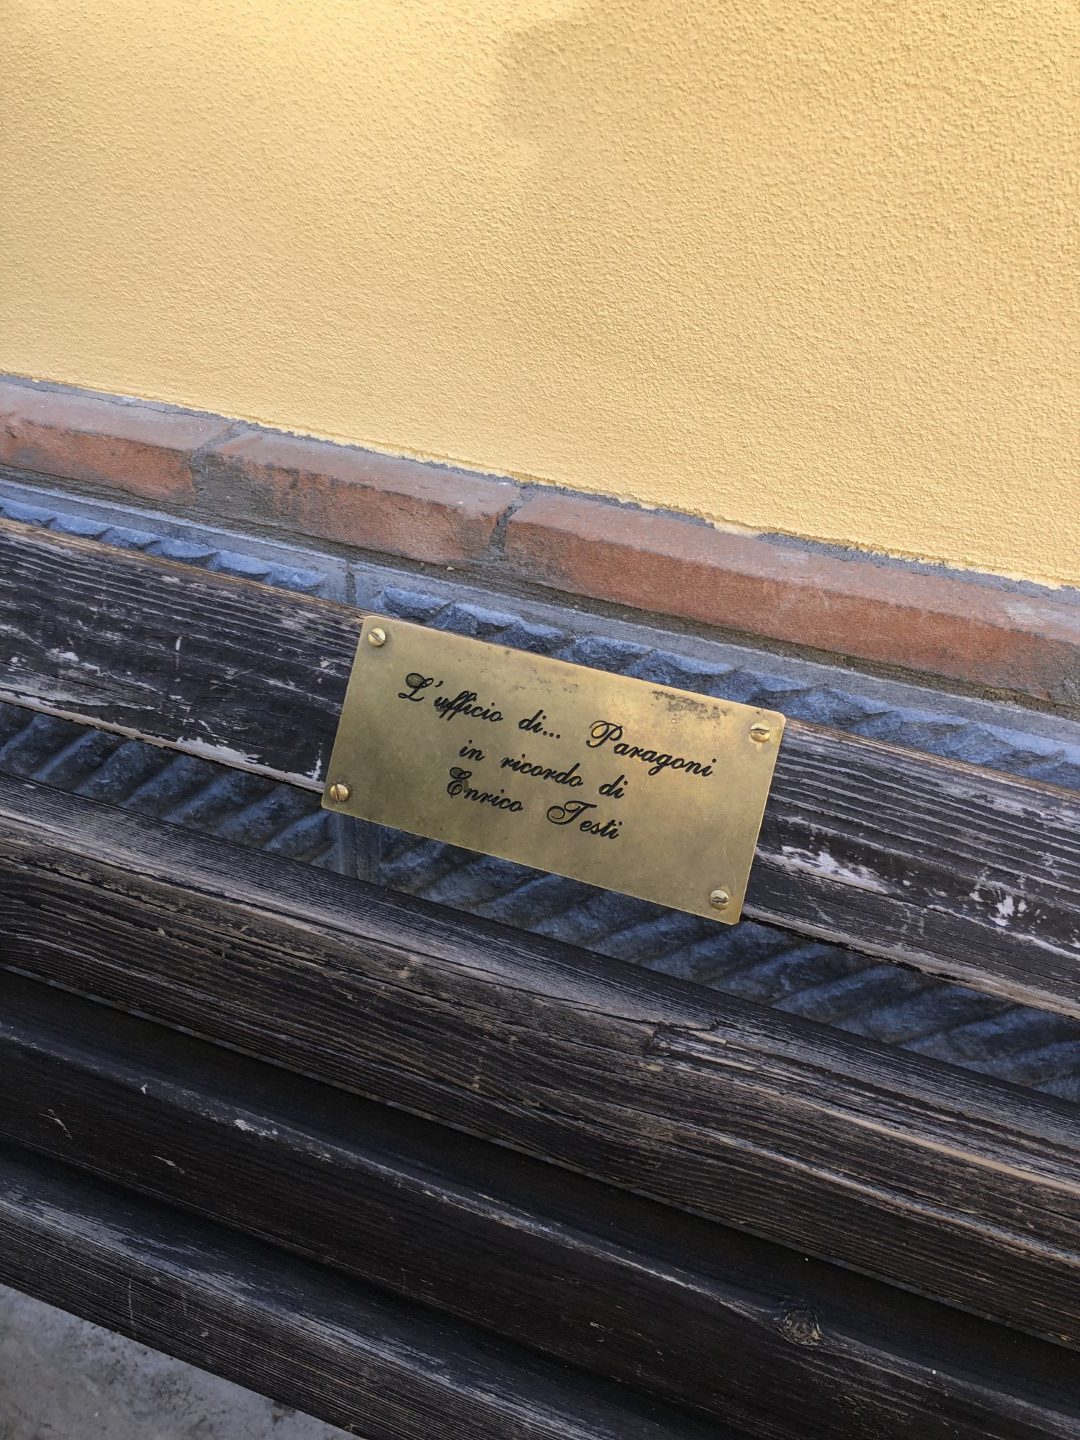 L'ufficio di... Paragoni
in ricordo di
Enrico Testi